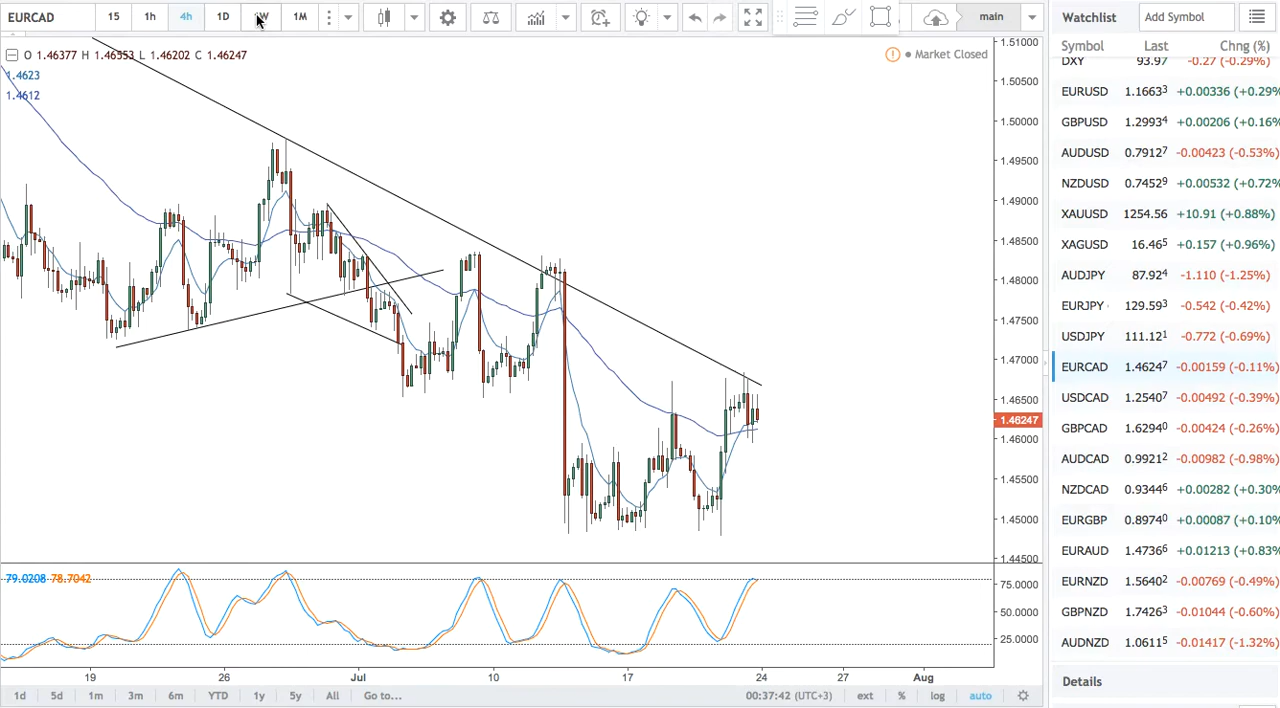 EURCAD 15 1h 4h 1D 1W 1M main
Watchlist Add Symbol
O 1.46377 H 1.46553 L 1.46202 C 1.46247
Market Closed
1.4623
1.4612
Symbol Last Chng (%)
DXY 93.97 -0.27 (-0.29%)
EURUSD 1.16633 +0.00336 (+0.29%
GBPUSD 1.29934 +0.00206 (+0.16%
AUDUSD 0.79127 -0.00423 (-0.53%)
NZDUSD 0.74529 +0.00532 (+0.72%
XAUUSD 1254.56 +10.91 (+0.88%)
XAGUSD 16.465 +0.157 (+0.96%)
AUDJPY 87.924 -1.110 (-1.25%)
EURJPY 129.593 -0.542 (-0.42%)
USDJPY 111.121 -0.772 (-0.69%)
EURCAD 1.46247 -0.00159 (-0.11%)
USDCAD 1.25407 -0.00492 (-0.39%)
GBPCAD 1.62940 -0.00424 (-0.26%)
AUDCAD 0.99212 -0.00982 (-0.98%)
NZDCAD 0.93446 +0.00282 (+0.30%
EURGBP 0.89740 +0.00087 (+0.10%
EURAUD 1.47366 +0.01213 (+0.83%
EURNZD 1.56402 -0.00769 (-0.49%)
GBPNZD 1.74263 -0.01044 (-0.60%)
AUDNZD 1.06115 -0.01417 (-1.32%)
Details
1.51000
1.50500
1.50000
1.49500
1.49000
1.48500
1.48000
1.47500
1.47000
1.46500
1.46247
1.46000
1.45500
1.45000
1.44500
79.0208 78.7042
75.0000
50.0000
25.0000
19 26 Jul 10 17 24 27 Aug
1d 5d 1m 3m 6m YTD 1y 5y All Go to... 00:37:42 (UTC+3) ext % log auto